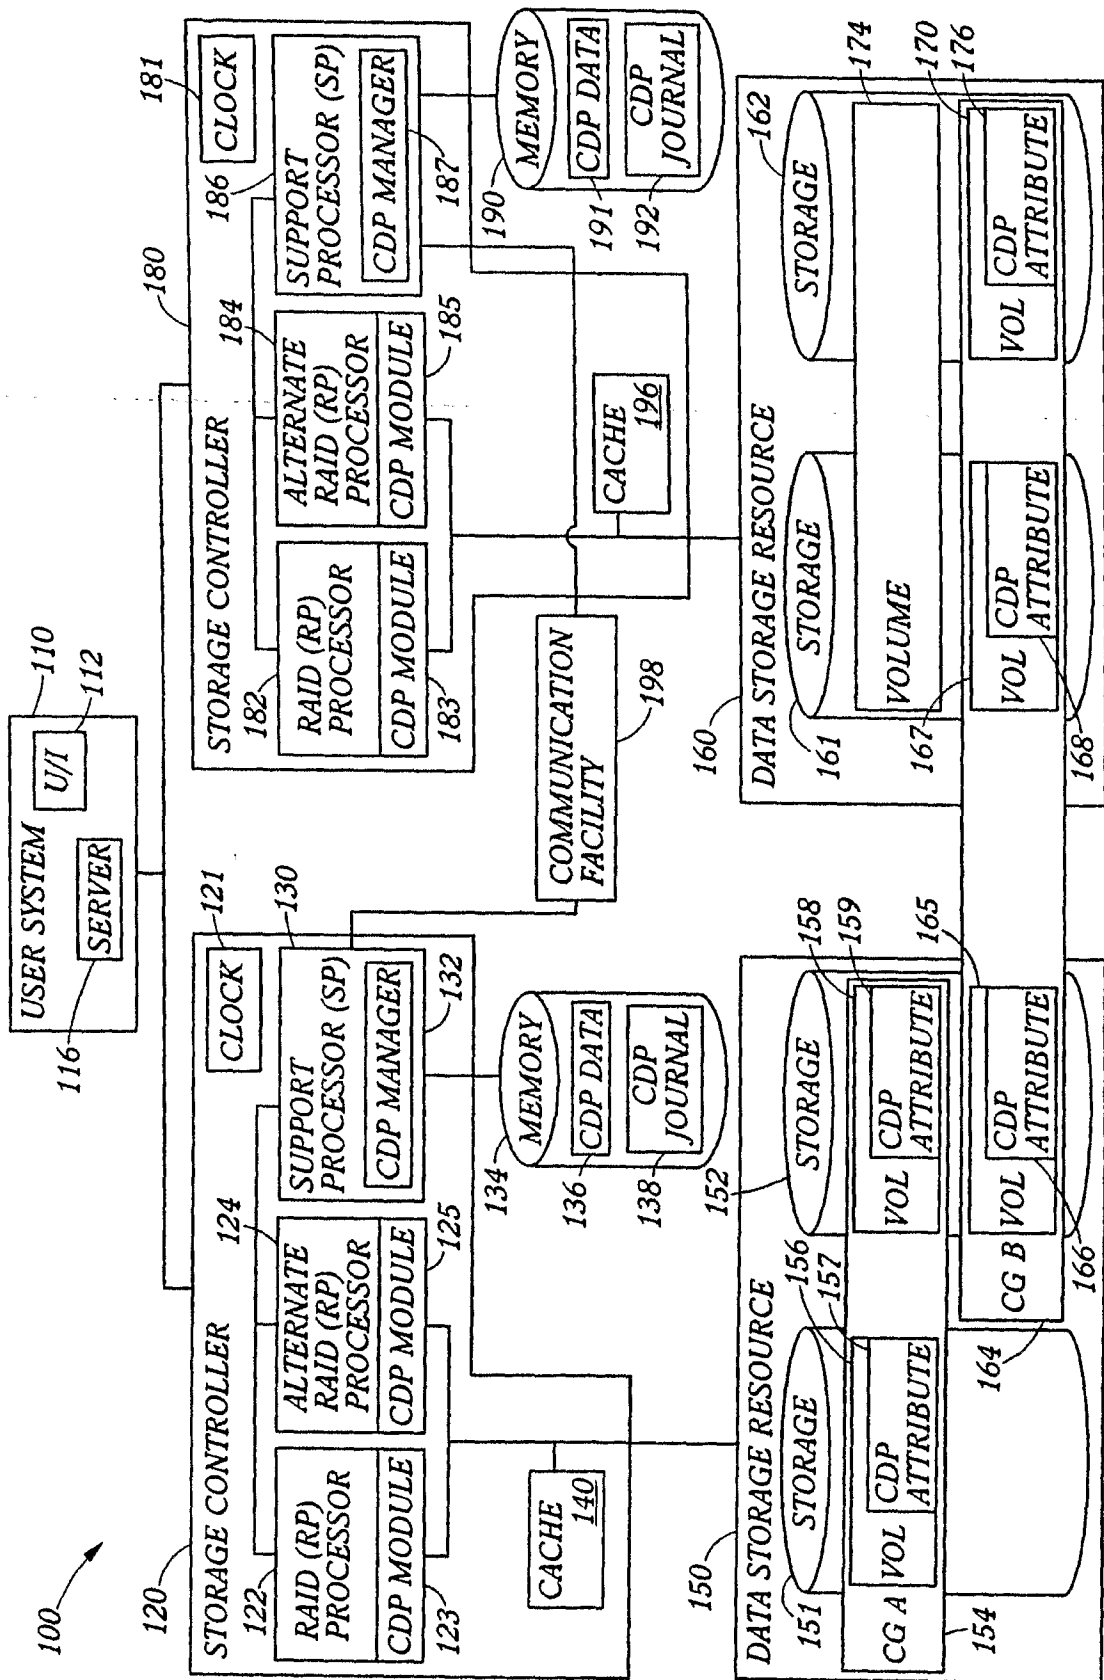 100
USER SYSTEM
110
U/I
112
SERVER
116
120
STORAGE CONTROLLER
CLOCK
121
122
RAID (RP)
PROCESSOR
CDP MODULE
123
124
ALTERNATE
RAID (RP)
PROCESSOR
CDP MODULE
125
130
SUPPORT
PROCESSOR (SP)
CDP MANAGER
132
MEMORY
134
CDP DATA
136
CDP
JOURNAL
138
CACHE
140
180
STORAGE CONTROLLER
CLOCK
181
182
RAID (RP)
PROCESSOR
CDP MODULE
183
184
ALTERNATE
RAID (RP)
PROCESSOR
CDP MODULE
185
186
SUPPORT
PROCESSOR (SP)
CDP MANAGER
187
MEMORY
190
CDP DATA
191
CDP
JOURNAL
192
CACHE
196
COMMUNICATION
FACILITY
198
150
DATA STORAGE RESOURCE
STORAGE
151
STORAGE
152
CG A
154
VOL
156
CDP
ATTRIBUTE
157
VOL
158
CDP
ATTRIBUTE
159
CG B
164
VOL
165
CDP
ATTRIBUTE
166
160
DATA STORAGE RESOURCE
STORAGE
161
STORAGE
162
VOLUME
174
VOL
167
CDP
ATTRIBUTE
168
VOL
170
CDP
ATTRIBUTE
176